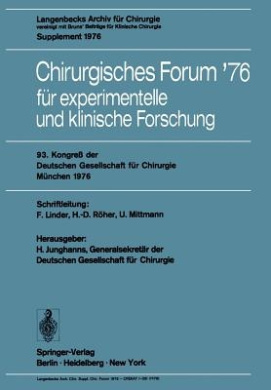 Langenbecks Archiv für Chirurgie
vereinigt mit Bruns' Beiträge für Klinische Chirurgie
Supplement 1976
Chirurgisches Forum '76
für experimentelle
und klinische Forschung
93. Kongreß der
Deutschen Gesellschaft für Chirurgie
München 1976
Schriftleitung:
F. Linder, H.-D. Röher, U. Mittmann
Herausgeber:
H. Junghanns, Generalsekretär der
Deutschen Gesellschaft für Chirurgie
Springer-Verlag
Berlin · Heidelberg · New York